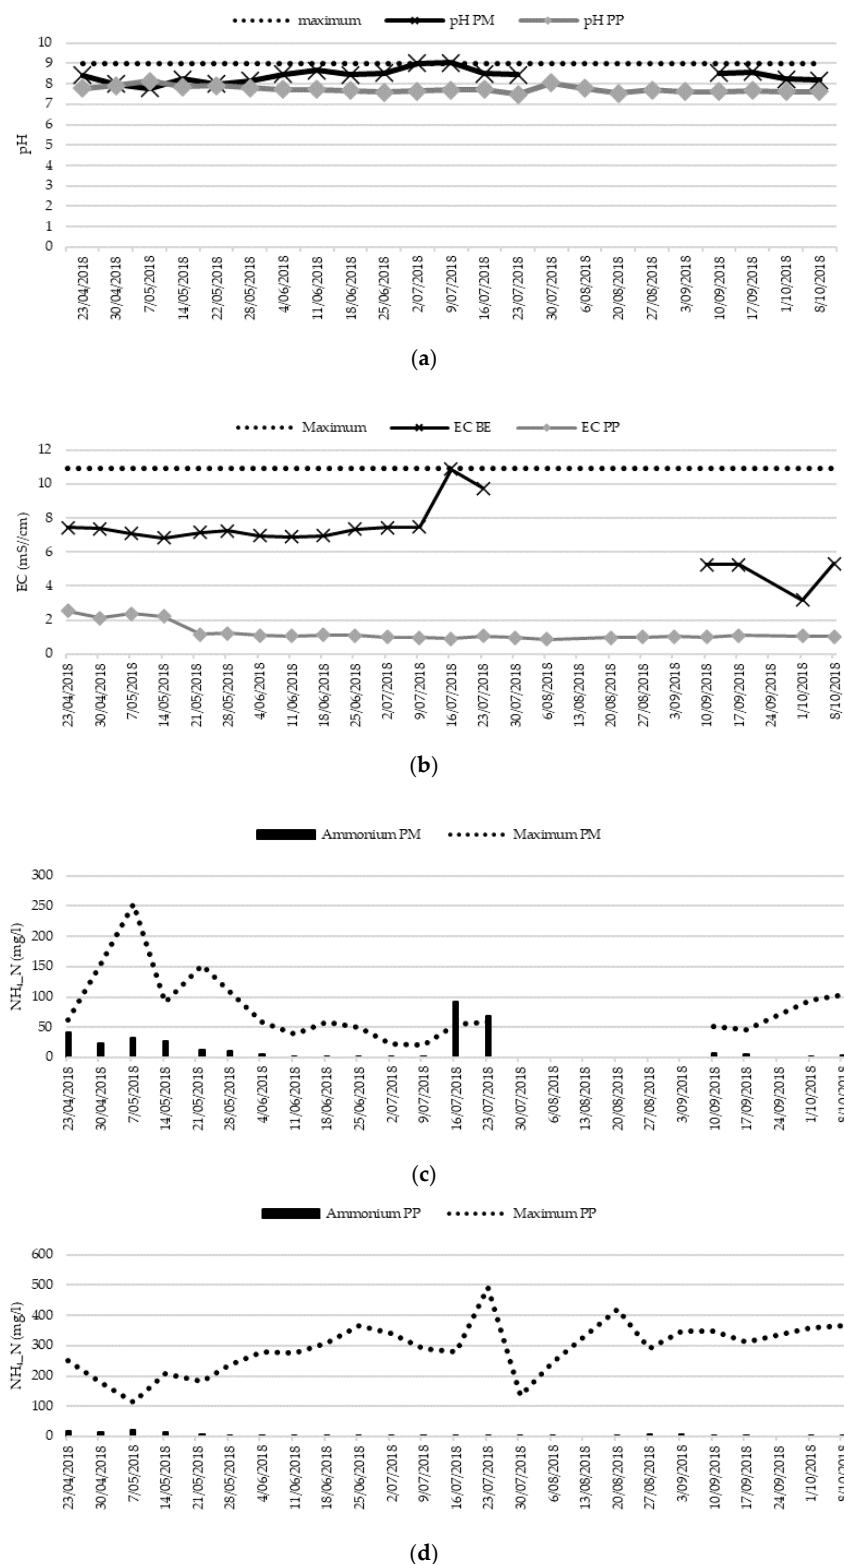 maximum pH PM pH PP
10
9
8
7
6
5
4
3
2
1
0
pH
23/04/2018 30/04/2018 7/05/2018 14/05/2018 22/05/2018 28/05/2018 4/06/2018 11/06/2018 18/06/2018 25/06/2018 2/07/2018 9/07/2018 16/07/2018 23/07/2018 30/07/2018 6/08/2018 20/08/2018 27/08/2018 3/09/2018 10/09/2018 17/09/2018 1/10/2018 8/10/2018
(a)
Maximum EC BE EC PP
12
10
8
6
4
2
0
EC (mS//cm)
23/04/2018 30/04/2018 7/05/2018 14/05/2018 21/05/2018 28/05/2018 4/06/2018 11/06/2018 18/06/2018 25/06/2018 2/07/2018 9/07/2018 16/07/2018 23/07/2018 30/07/2018 6/08/2018 13/08/2018 20/08/2018 27/08/2018 3/09/2018 10/09/2018 17/09/2018 24/09/2018 1/10/2018 8/10/2018
(b)
Ammonium PM Maximum PM
300
250
200
150
100
50
0
NH4_N (mg/l)
23/04/2018 30/04/2018 7/05/2018 14/05/2018 21/05/2018 28/05/2018 4/06/2018 11/06/2018 18/06/2018 25/06/2018 2/07/2018 9/07/2018 16/07/2018 23/07/2018 30/07/2018 6/08/2018 13/08/2018 20/08/2018 27/08/2018 3/09/2018 10/09/2018 17/09/2018 24/09/2018 1/10/2018 8/10/2018
(c)
Ammonium PP Maximum PP
600
500
400
300
200
100
0
NH4_N (mg/l)
23/04/2018 30/04/2018 7/05/2018 14/05/2018 21/05/2018 28/05/2018 4/06/2018 11/06/2018 18/06/2018 25/06/2018 2/07/2018 9/07/2018 16/07/2018 23/07/2018 30/07/2018 6/08/2018 13/08/2018 20/08/2018 27/08/2018 3/09/2018 10/09/2018 17/09/2018 24/09/2018 1/10/2018 8/10/2018
(d)